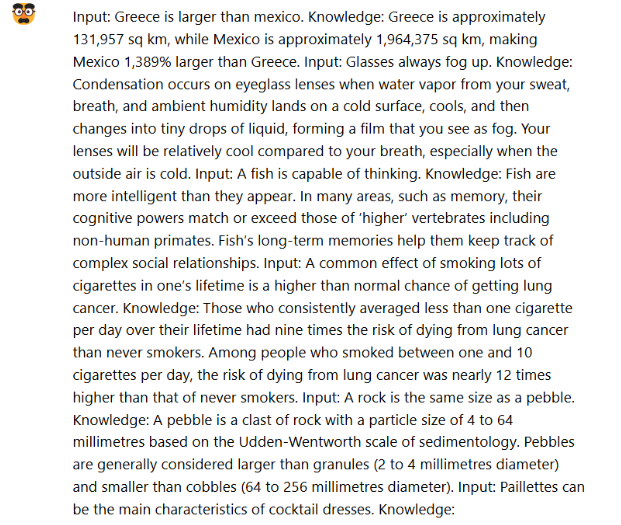 Input: Greece is larger than mexico. Knowledge: Greece is approximately
131,957 sq km, while Mexico is approximately 1,964,375 sq km, making
Mexico 1,389% larger than Greece. Input: Glasses always fog up. Knowledge:
Condensation occurs on eyeglass lenses when water vapor from your sweat,
breath, and ambient humidity lands on a cold surface, cools, and then
changes into tiny drops of liquid, forming a film that you see as fog. Your
lenses will be relatively cool compared to your breath, especially when the
outside air is cold. Input: A fish is capable of thinking. Knowledge: Fish are
more intelligent than they appear. In many areas, such as memory, their
cognitive powers match or exceed those of ‘higher’ vertebrates including
non-human primates. Fish’s long-term memories help them keep track of
complex social relationships. Input: A common effect of smoking lots of
cigarettes in one’s lifetime is a higher than normal chance of getting lung
cancer. Knowledge: Those who consistently averaged less than one cigarette
per day over their lifetime had nine times the risk of dying from lung cancer
than never smokers. Among people who smoked between one and 10
cigarettes per day, the risk of dying from lung cancer was nearly 12 times
higher than that of never smokers. Input: A rock is the same size as a pebble.
Knowledge: A pebble is a clast of rock with a particle size of 4 to 64
millimetres based on the Udden-Wentworth scale of sedimentology. Pebbles
are generally considered larger than granules (2 to 4 millimetres diameter)
and smaller than cobbles (64 to 256 millimetres diameter). Input: Paillettes can
be the main characteristics of cocktail dresses. Knowledge: